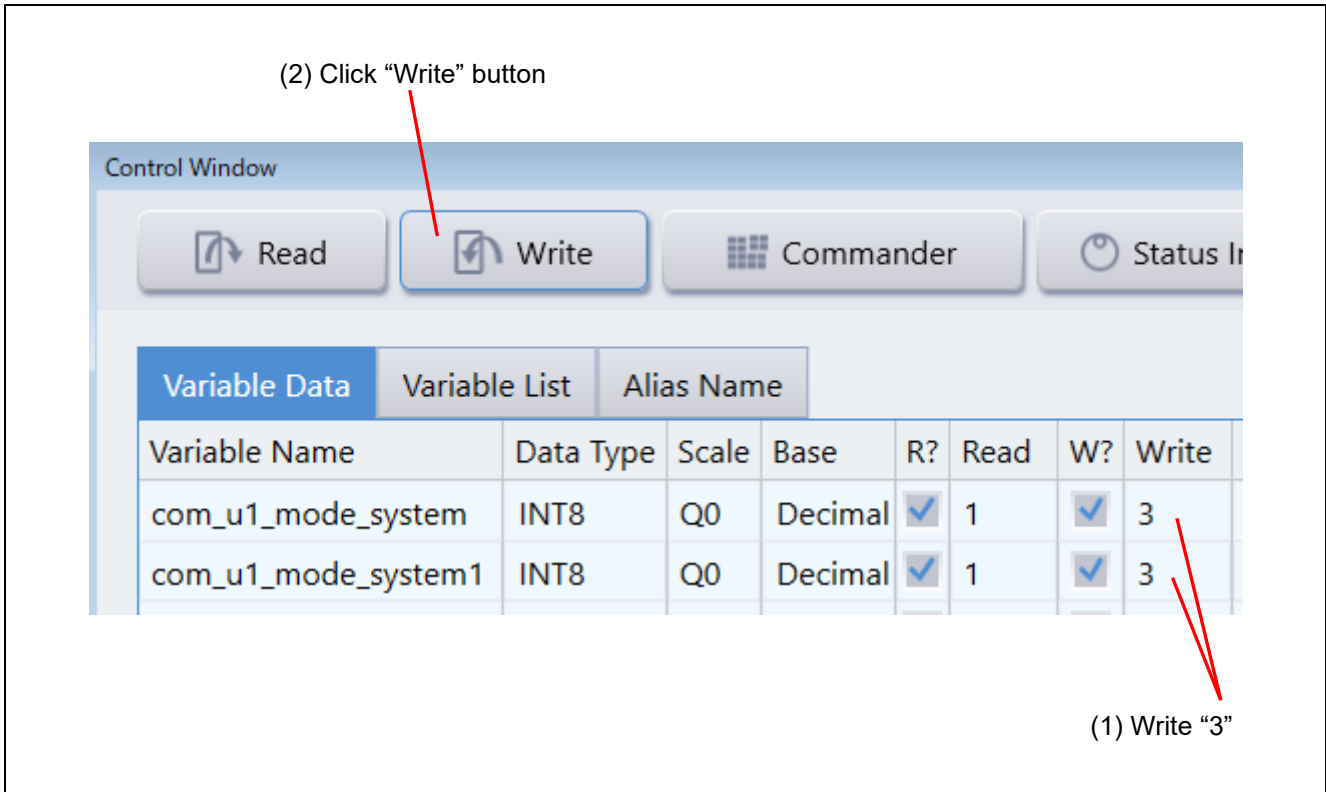 (2) Click “Write” button
Control Window
Read Write Commander Status
Variable Data Variable List Alias Name
Variable Name Data Type Scale Base R? Read W? Write
com_u1_mode_system INT8 Q0 Decimal 1 3
com_u1_mode_system1 INT8 Q0 Decimal 1 3
(1) Write “3”